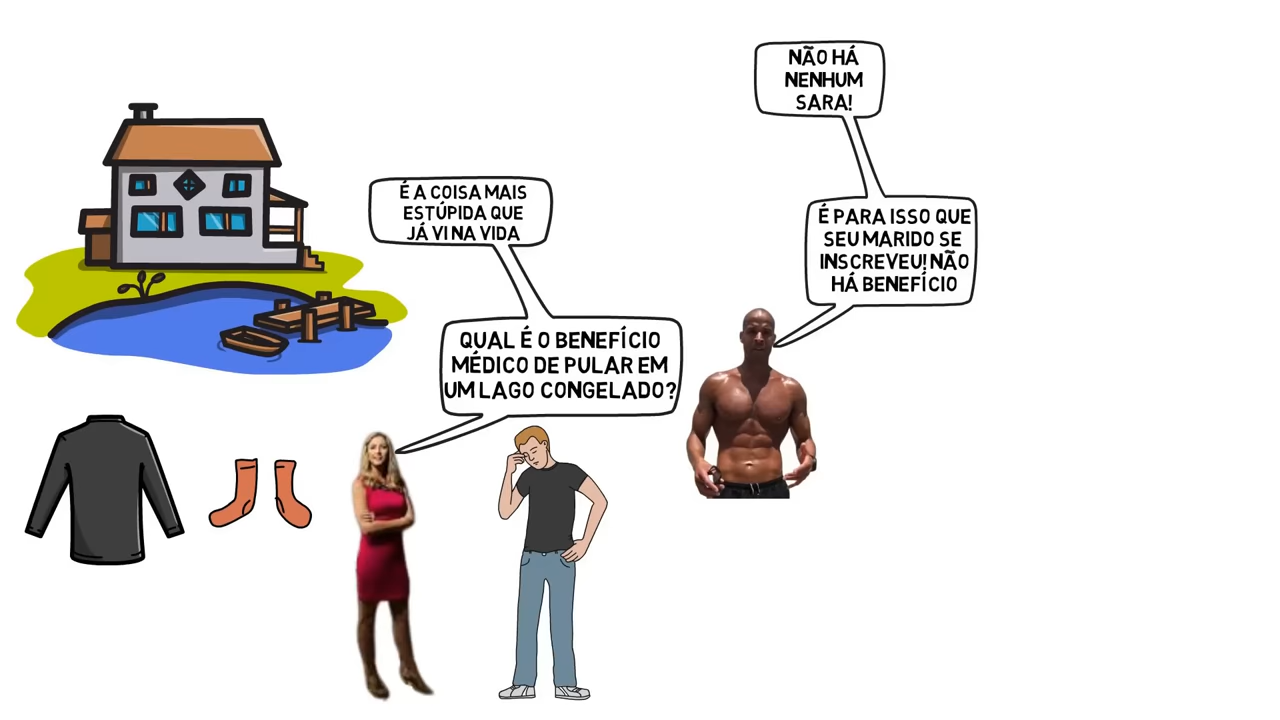 É A COISA MAIS
ESTÚPIDA QUE
JÁ VI NA VIDA
QUAL É O BENEFÍCIO
MÉDICO DE PULAR EM
UM LAGO CONGELADO?
NÃO HÁ
NENHUM
SARA!
É PARA ISSO QUE
SEU MARIDO SE
INSCREVEU! NÃO
HÁ BENEFÍCIO